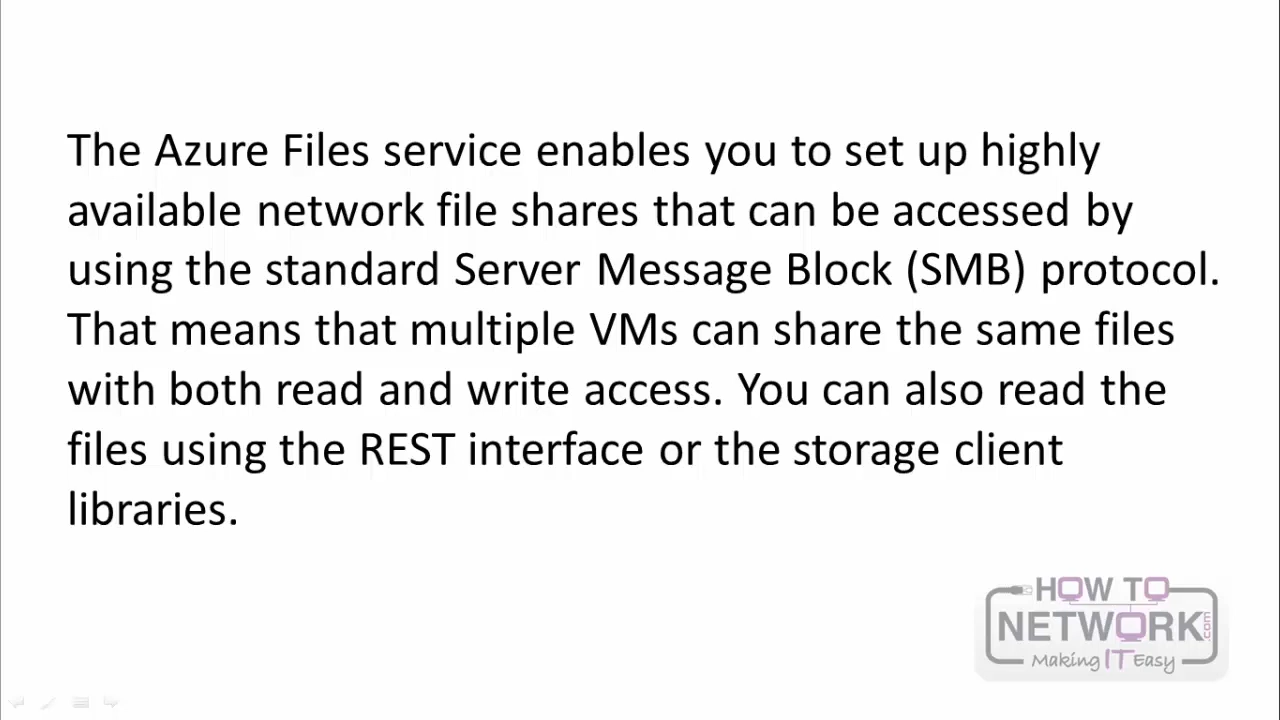 The Azure Files service enables you to set up highly
available network file shares that can be accessed by
using the standard Server Message Block (SMB) protocol.
That means that multiple VMs can share the same files
with both read and write access. You can also read the
files using the REST interface or the storage client
libraries.
HOW TO
NETWORK.com
Making IT Easy